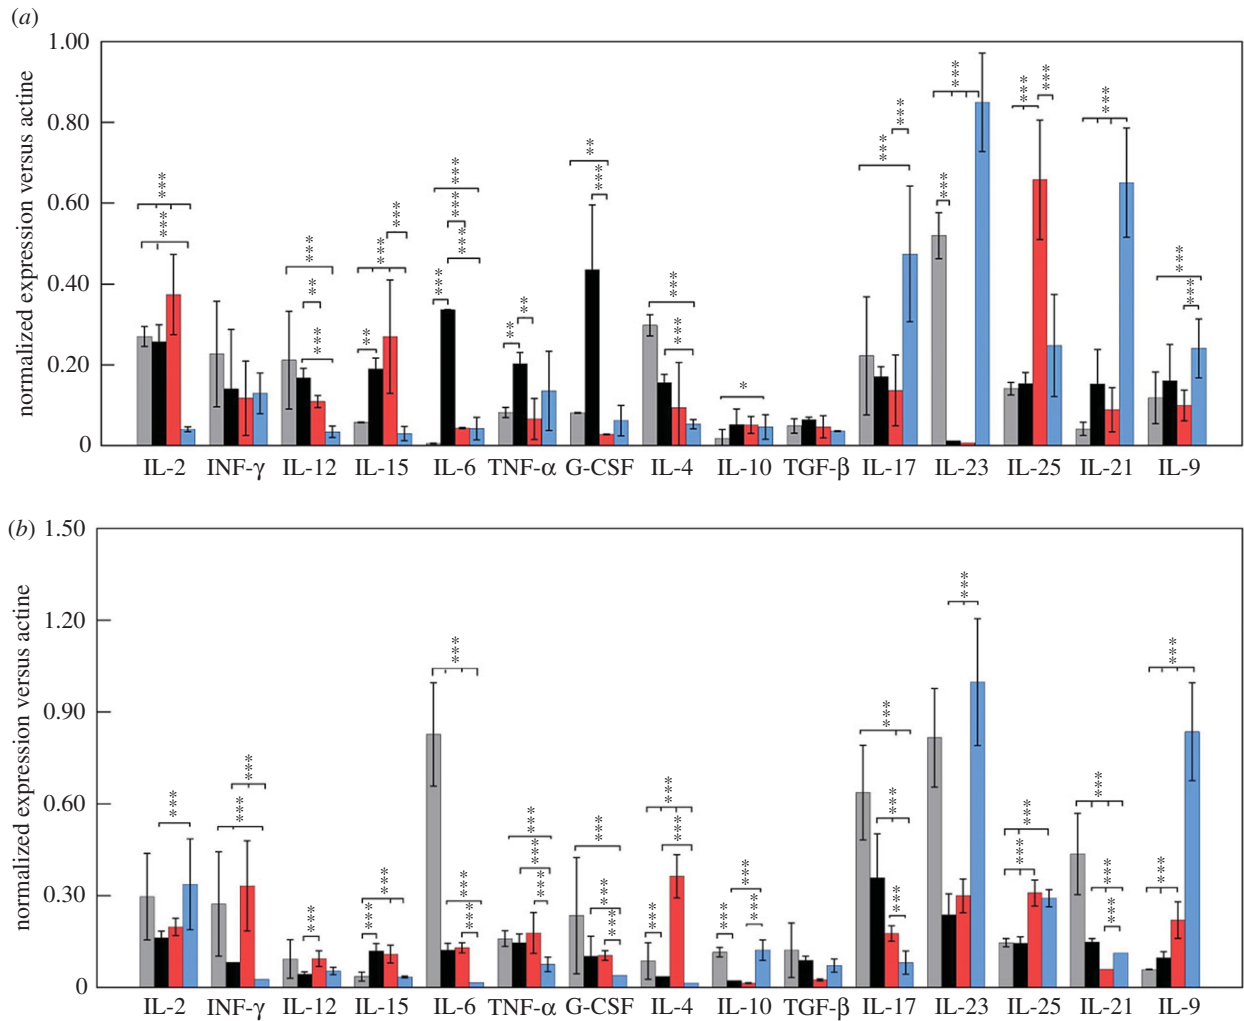 (a)
normalized expression versus actine
1.00
0.80
0.60
0.40
0.20
0
*** *** *** ** *** *** *** ** *** *** *** *** *** ** ** ** *** *** *** * *** *** *** *** *** *** *** *** ***
IL-2 INF-γ IL-12 IL-15 IL-6 TNF-α G-CSF IL-4 IL-10 TGF-β IL-17 IL-23 IL-25 IL-21 IL-9
(b)
normalized expression versus actine
1.50
1.20
0.90
0.60
0.30
0
IL-2 INF-γ IL-12 IL-15 IL-6 TNF-α G-CSF IL-4 IL-10 TGF-β IL-17 IL-23 IL-25 IL-21 IL-9